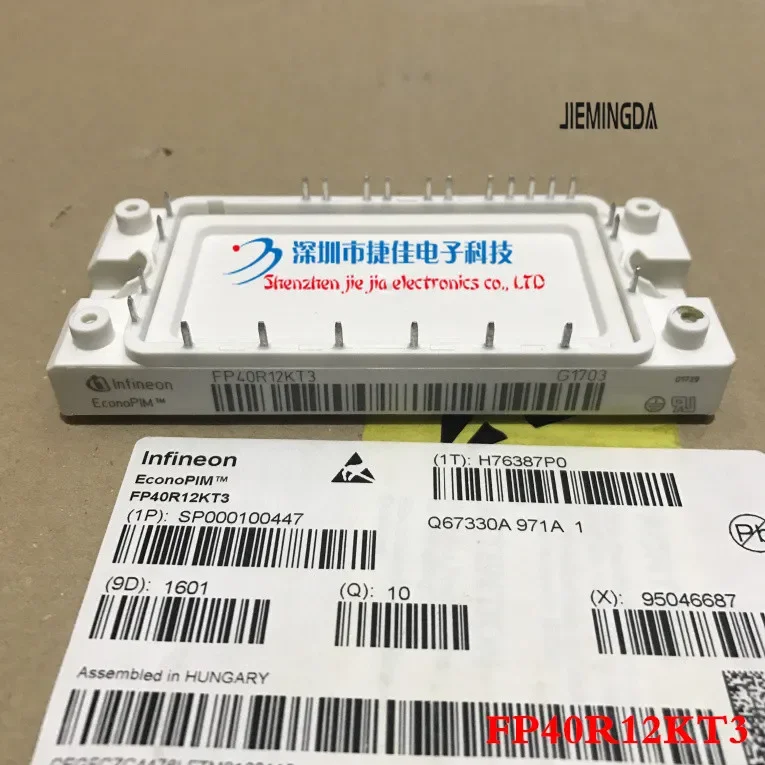 JIEMINGDA
深圳市捷佳电子科技
Shenzhen jie jia electronics co., LTD
Infineon
FP40R12KT3
G1703
EconoPIM™
Infineon
EconoPIM™
FP40R12KT3
(1T): H76387P0
(1P): SP000100447
Q67330A 971A 1
Pb
(9D): 1601
(Q): 10
(X): 95046687
Assembled in HUNGARY
FP40R12KT3